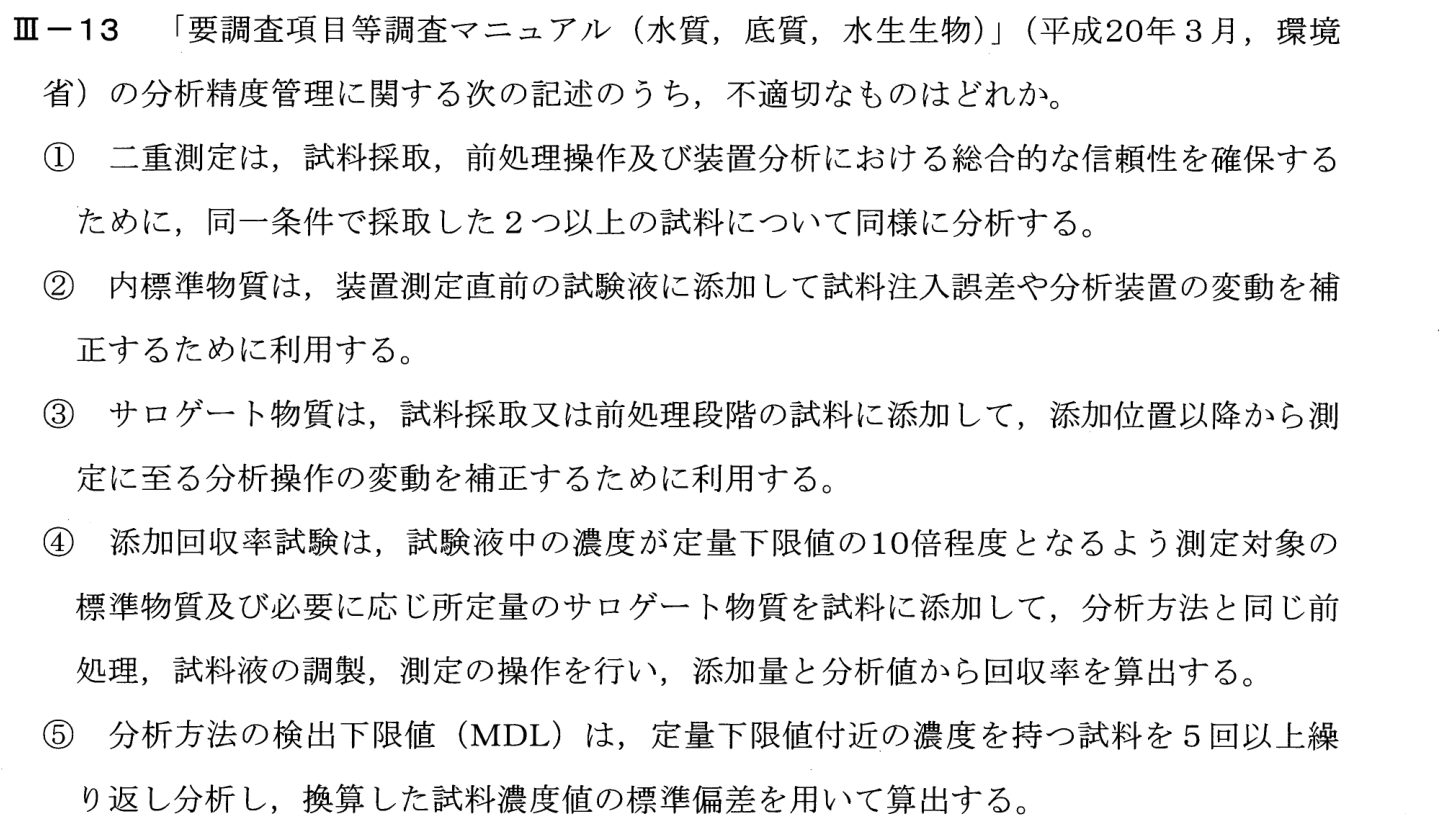 Ⅲ－13　「要調査項目等調査マニュアル（水質，底質，水生生物）」（平成20年３月，環境
省）の分析精度管理に関する次の記述のうち，不適切なものはどれか。
①　二重測定は，試料採取，前処理操作及び装置分析における総合的な信頼性を確保する
ために，同一条件で採取した２つ以上の試料について同様に分析する。
②　内標準物質は，装置測定直前の試験液に添加して試料注入誤差や分析装置の変動を補
正するために利用する。
③　サロゲート物質は，試料採取又は前処理段階の試料に添加して，添加位置以降から測
定に至る分析操作の変動を補正するために利用する。
④　添加回収率試験は，試験液中の濃度が定量下限値の10倍程度となるよう測定対象の
標準物質及び必要に応じ所定量のサロゲート物質を試料に添加して，分析方法と同じ前
処理，試料液の調製，測定の操作を行い，添加量と分析値から回収率を算出する。
⑤　分析方法の検出下限値（MDL）は，定量下限値付近の濃度を持つ試料を５回以上繰
り返し分析し，換算した試料濃度値の標準偏差を用いて算出する。